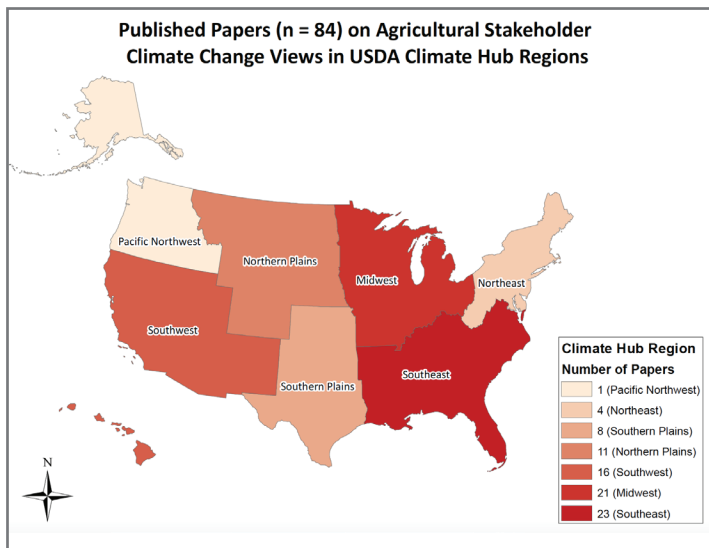 Published Papers (n = 84) on Agricultural Stakeholder
Climate Change Views in USDA Climate Hub Regions
Pacific Northwest
Northern Plains
Midwest
Northeast
Southwest
Southern Plains
Southeast
Climate Hub Region
Number of Papers
1 (Pacific Northwest)
4 (Northeast)
8 (Southern Plains)
11 (Northern Plains)
16 (Southwest)
21 (Midwest)
23 (Southeast)
N